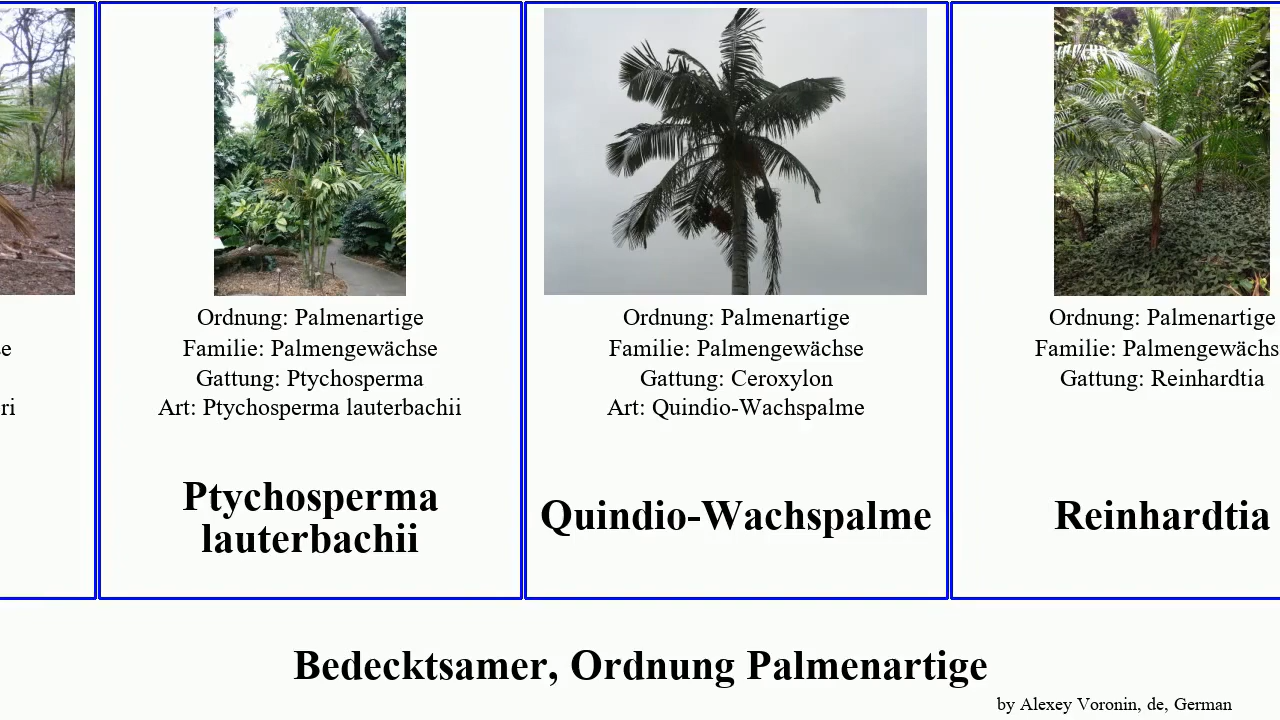 Ordnung: Palmenartige
Familie: Palmengewächse
Gattung: Ptychosperma
Art: Ptychosperma lauterbachii
Ptychosperma
lauterbachii
Ordnung: Palmenartige
Familie: Palmengewächse
Gattung: Ceroxylon
Art: Quindio-Wachspalme
Quindio-Wachspalme
Ordnung: Palmenartige
Familie: Palmengewächs
Gattung: Reinhardtia
Reinhardtia
Bedecktsamer, Ordnung Palmenartige
by Alexey Voronin, de, German